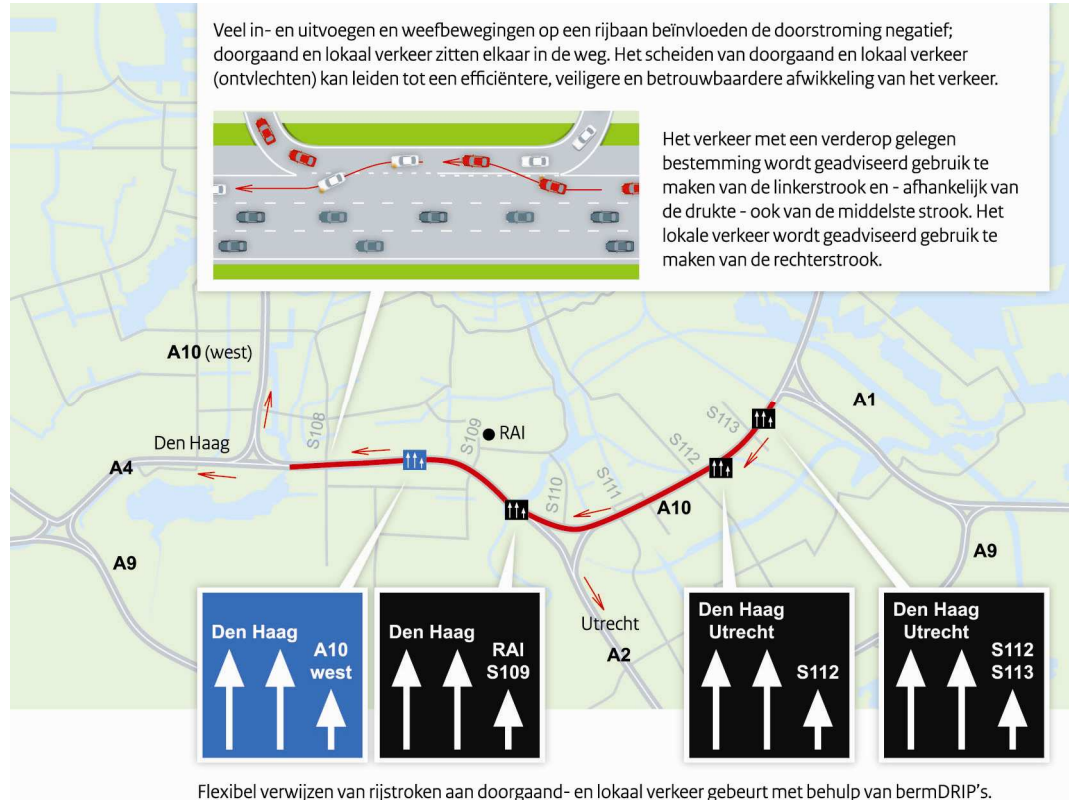 Veel in- en uitvoegen en weefbewegingen op een rijbaan beïnvloeden de doorstroming negatief;
doorgaand en lokaal verkeer zitten elkaar in de weg. Het scheiden van doorgaand en lokaal verkeer
(ontvlechten) kan leiden tot een efficiëntere, veiligere en betrouwbaardere afwikkeling van het verkeer.
Het verkeer met een verderop gelegen
bestemming wordt geadviseerd gebruik te
maken van de linkerstrook en - afhankelijk van
de drukte - ook van de middelste strook. Het
lokale verkeer wordt geadviseerd gebruik te
maken van de rechterstrook.
A10 (west)
Den Haag
A4
A9
S108
S109
RAI
S110
S111
S112
S113
A10
A1
A9
Utrecht
A2
Den Haag
A10
west
Den Haag
RAI
S109
Den Haag
Utrecht
S112
Den Haag
Utrecht
S112
S113
Flexibel verwijzen van rijstroken aan doorgaand- en lokaal verkeer gebeurt met behulp van bermDRIP's.